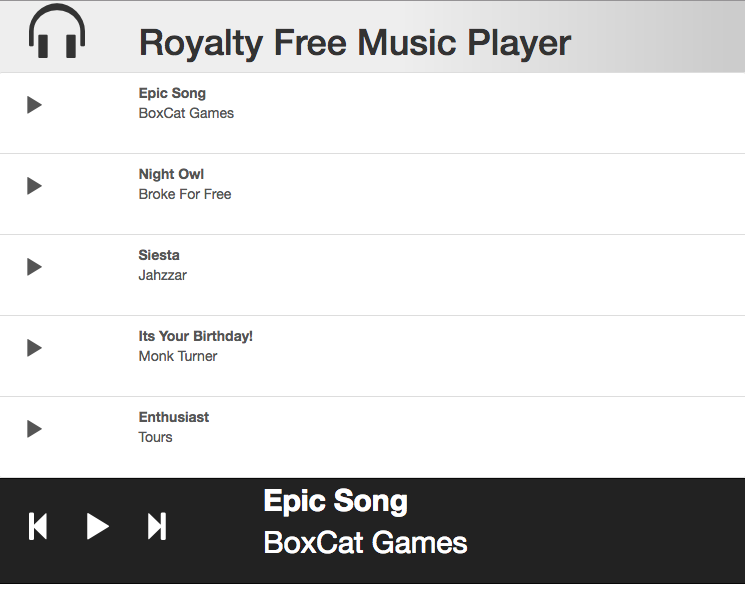 Royalty Free Music Player
Epic Song
BoxCat Games
Night Owl
Broke For Free
Siesta
Jahzzar
Its Your Birthday!
Monk Turner
Enthusiast
Tours
Epic Song
BoxCat Games